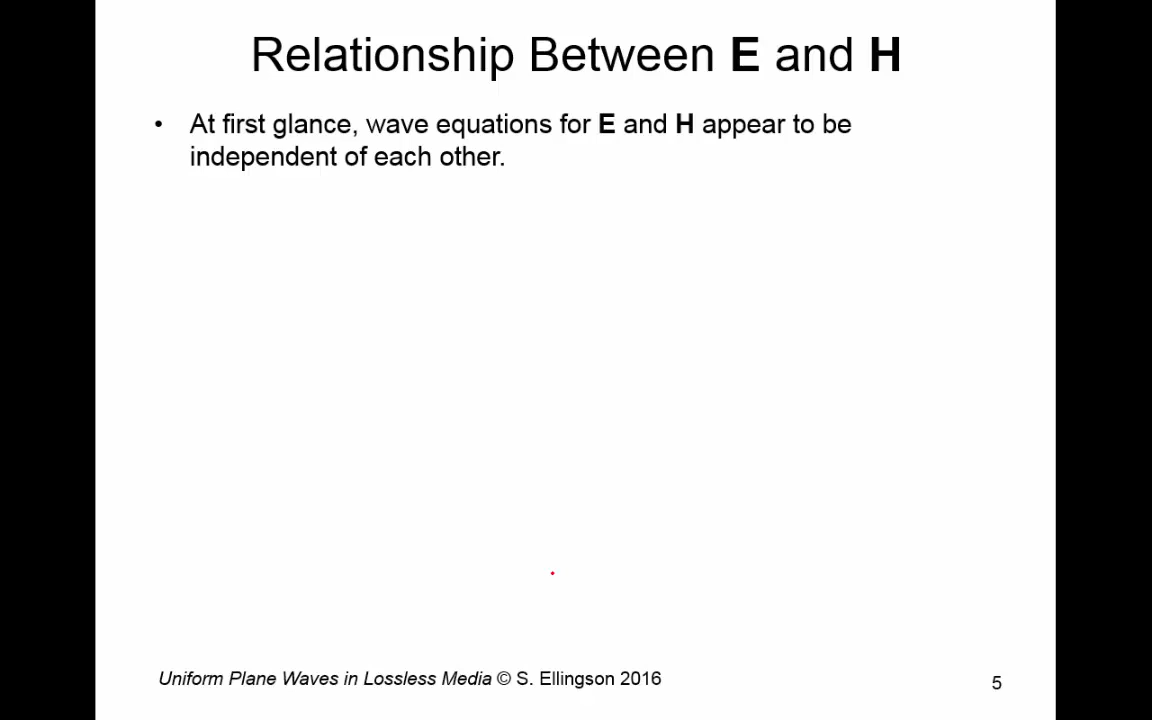 Relationship Between E and H
• At first glance, wave equations for E and H appear to be
independent of each other.
Uniform Plane Waves in Lossless Media © S. Ellingson 2016
5